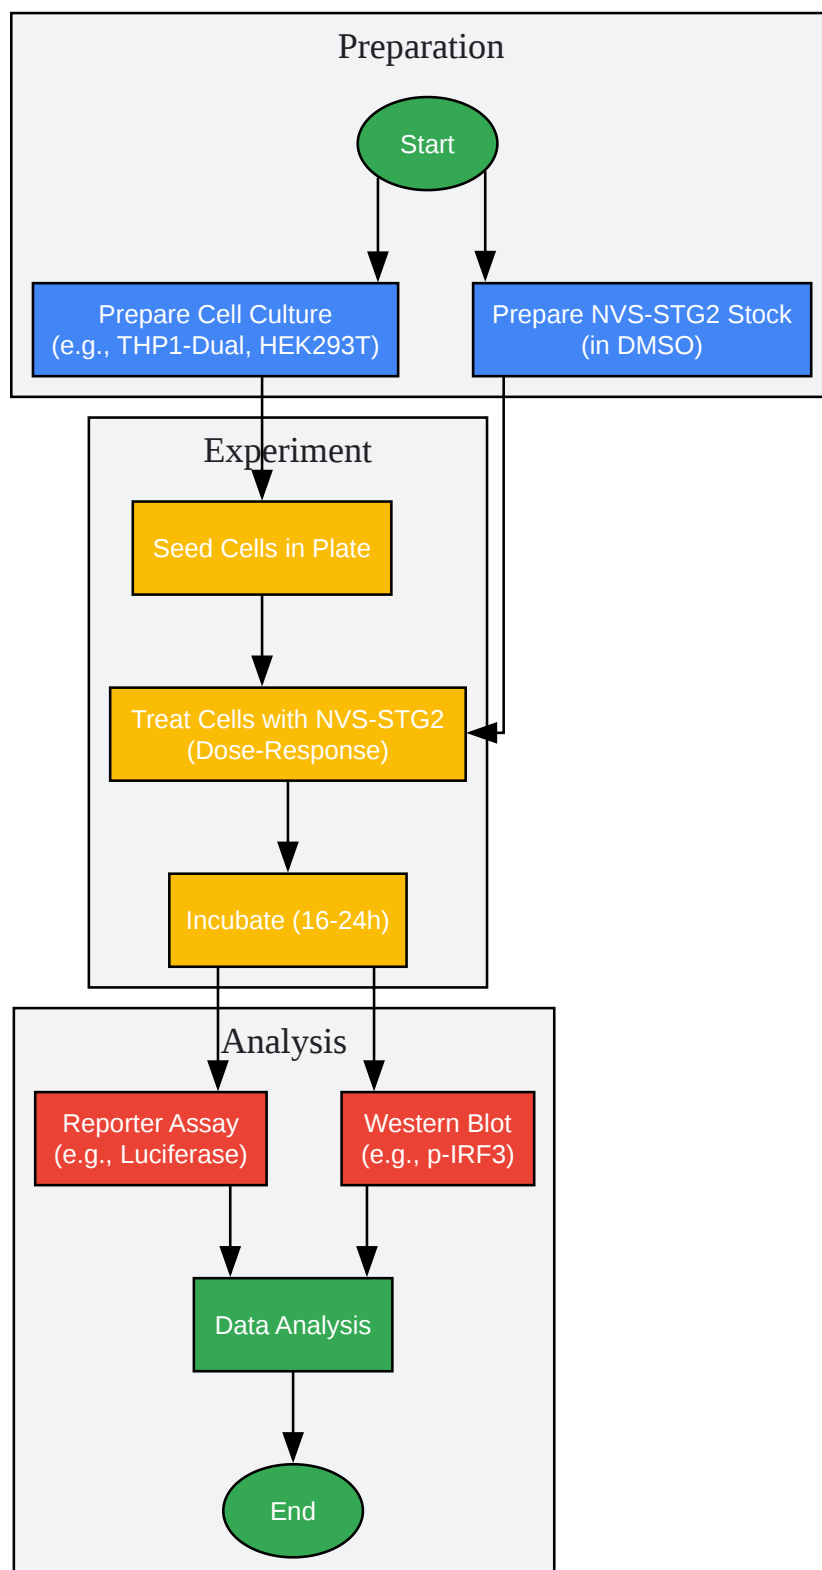 Preparation
Start
Prepare Cell Culture
(e.g., THP1-Dual, HEK293T)
Prepare NVS-STG2 Stock
(in DMSO)
Experiment
Seed Cells in Plate
Treat Cells with NVS-STG2
(Dose-Response)
Incubate (16-24h)
Analysis
Reporter Assay
(e.g., Luciferase)
Western Blot
(e.g., p-IRF3)
Data Analysis
End